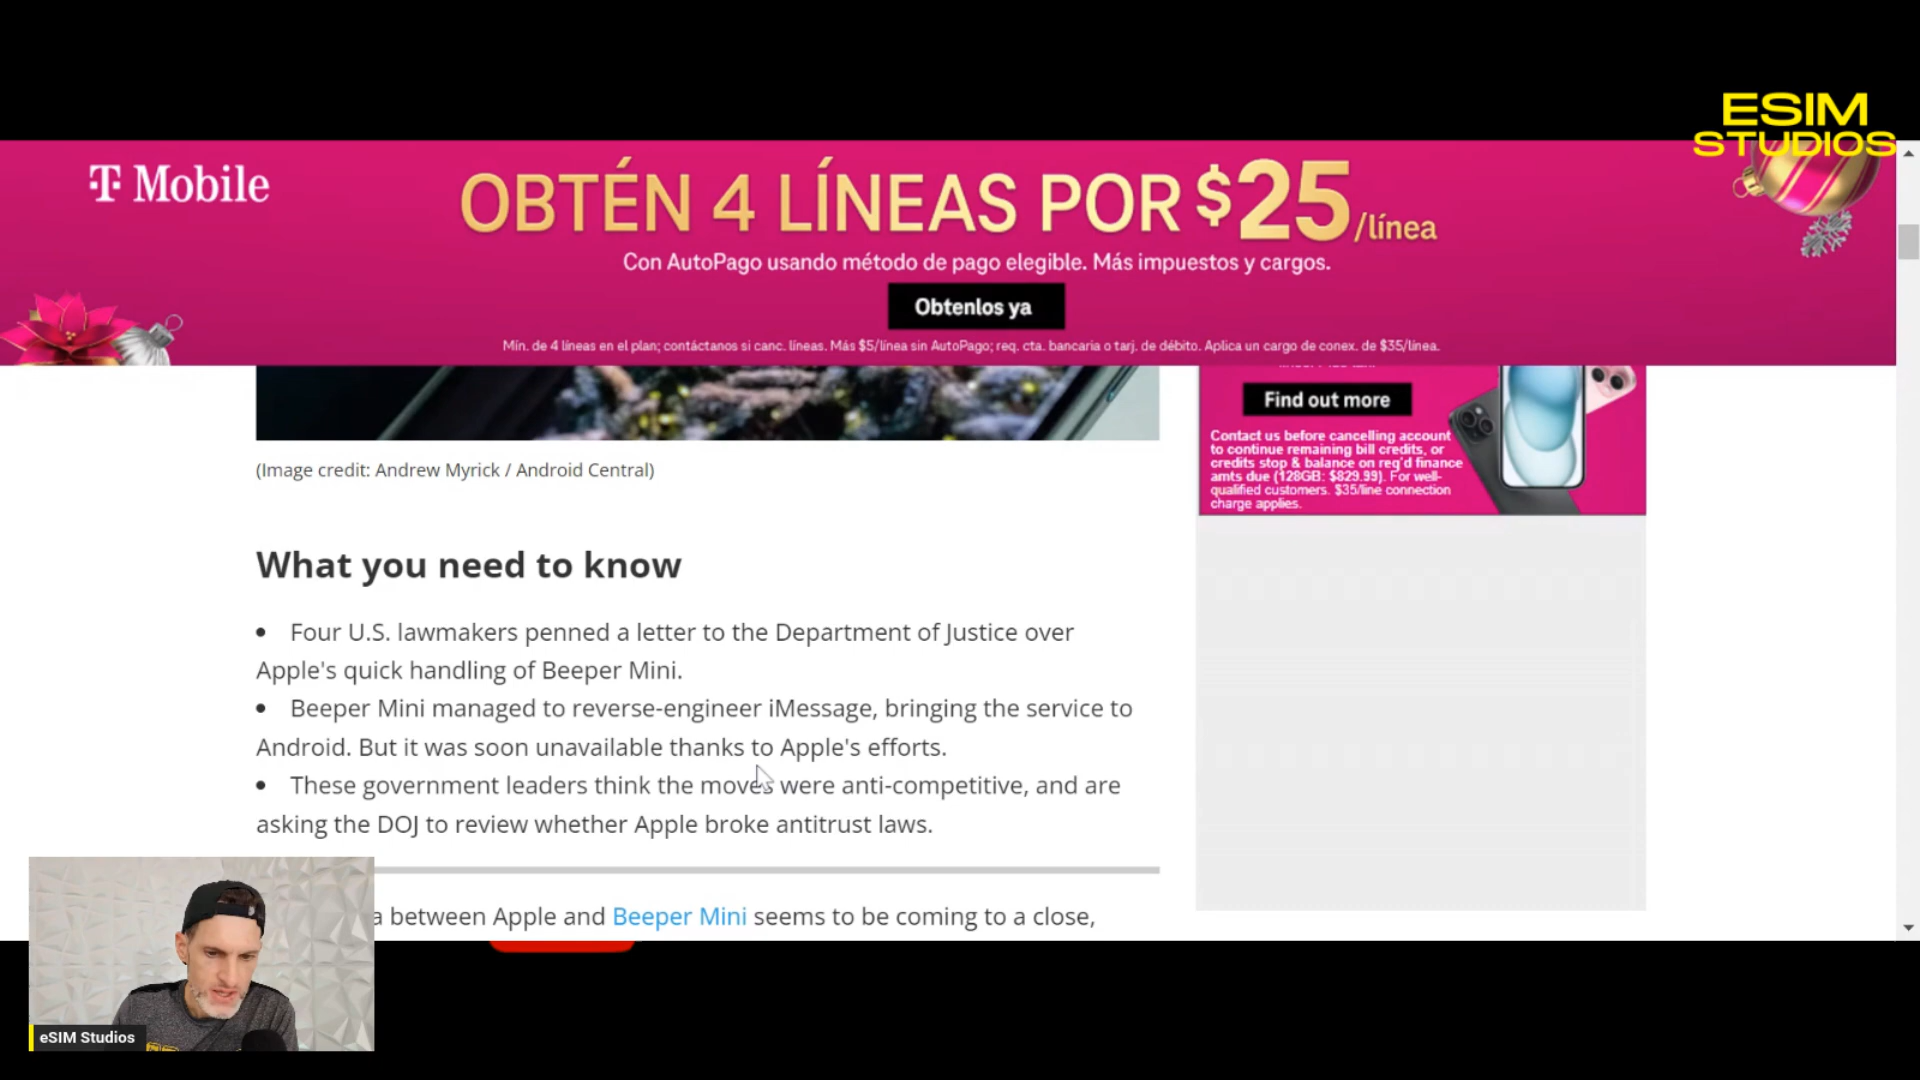 ESIM
STUDIOS
T Mobile
OBTÉN 4 LÍNEAS POR $25/línea
Con AutoPago usando método de pago elegible. Más impuestos y cargos.
Obtenlos ya
Mín. de 4 líneas en el plan; contáctanos si canc. líneas. Más $5/línea sin AutoPago; req. cta. bancaria o tarj. de débito. Aplica un cargo de conex. de $35/línea.
Find out more
Contact us before cancelling account
to continue remaining bill credits, or
credits stop & balance on req'd finance
amts due (128GB: $829.99). For well-
qualified customers. $35/line connection
charge applies.
(Image credit: Andrew Myrick / Android Central)
What you need to know
• Four U.S. lawmakers penned a letter to the Department of Justice over
Apple's quick handling of Beeper Mini.
• Beeper Mini managed to reverse-engineer iMessage, bringing the service to
Android. But it was soon unavailable thanks to Apple's efforts.
• These government leaders think the moves were anti-competitive, and are
asking the DOJ to review whether Apple broke antitrust laws.
a between Apple and Beeper Mini seems to be coming to a close,
eSIM Studios